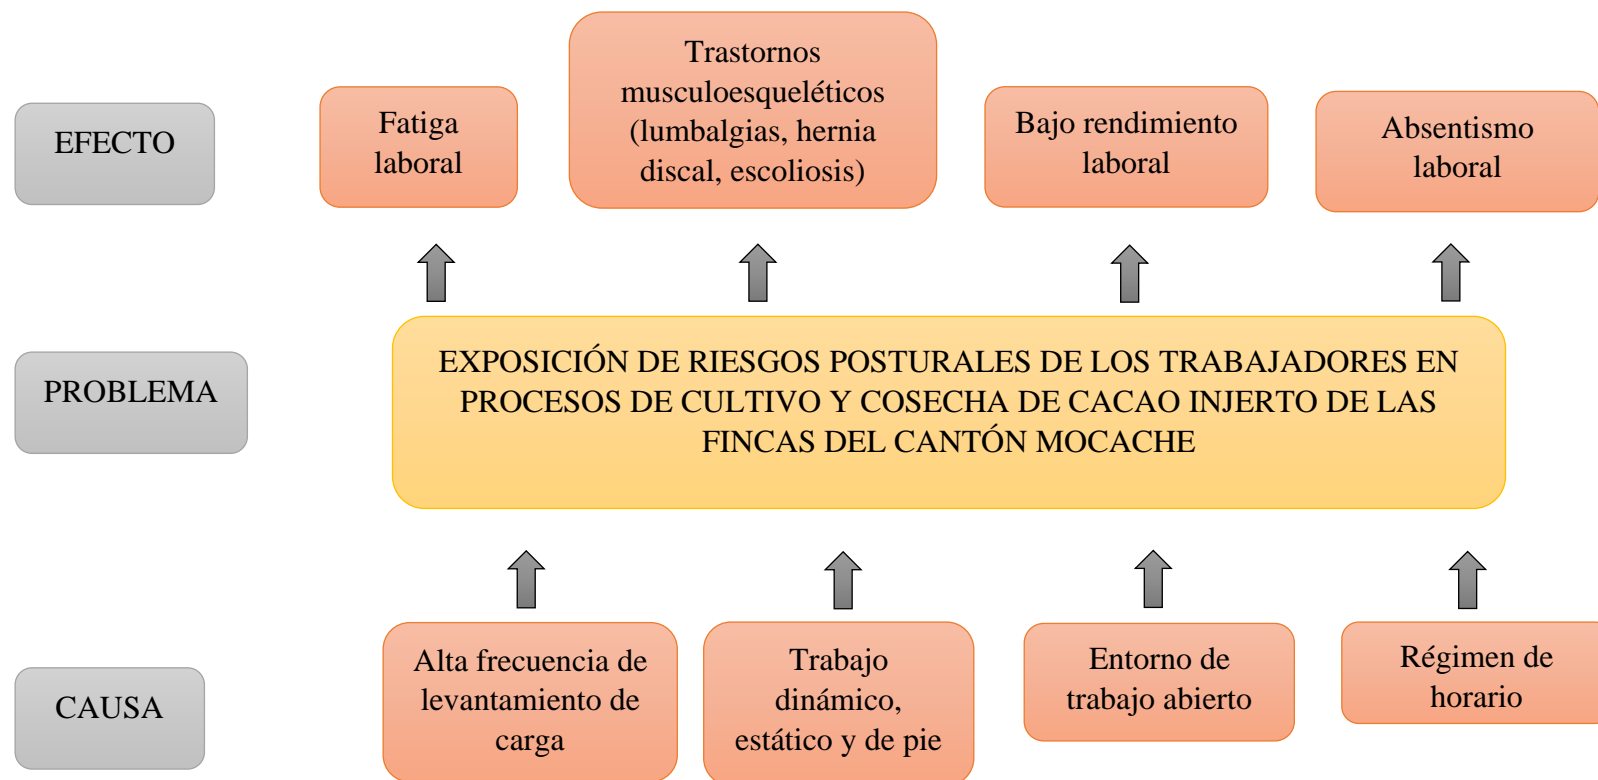 EFECTO
Fatiga
laboral
Trastornos
musculoesqueléticos
(lumbalgias, hernia
discal, escoliosis)
Bajo rendimiento
laboral
Absentismo
laboral
PROBLEMA
EXPOSICIÓN DE RIESGOS POSTURALES DE LOS TRABAJADORES EN
PROCESOS DE CULTIVO Y COSECHA DE CACAO INJERTO DE LAS
FINCAS DEL CANTÓN MOCACHE
CAUSA
Alta frecuencia de
levantamiento de
carga
Trabajo
dinámico,
estático y de pie
Entorno de
trabajo abierto
Régimen de
horario